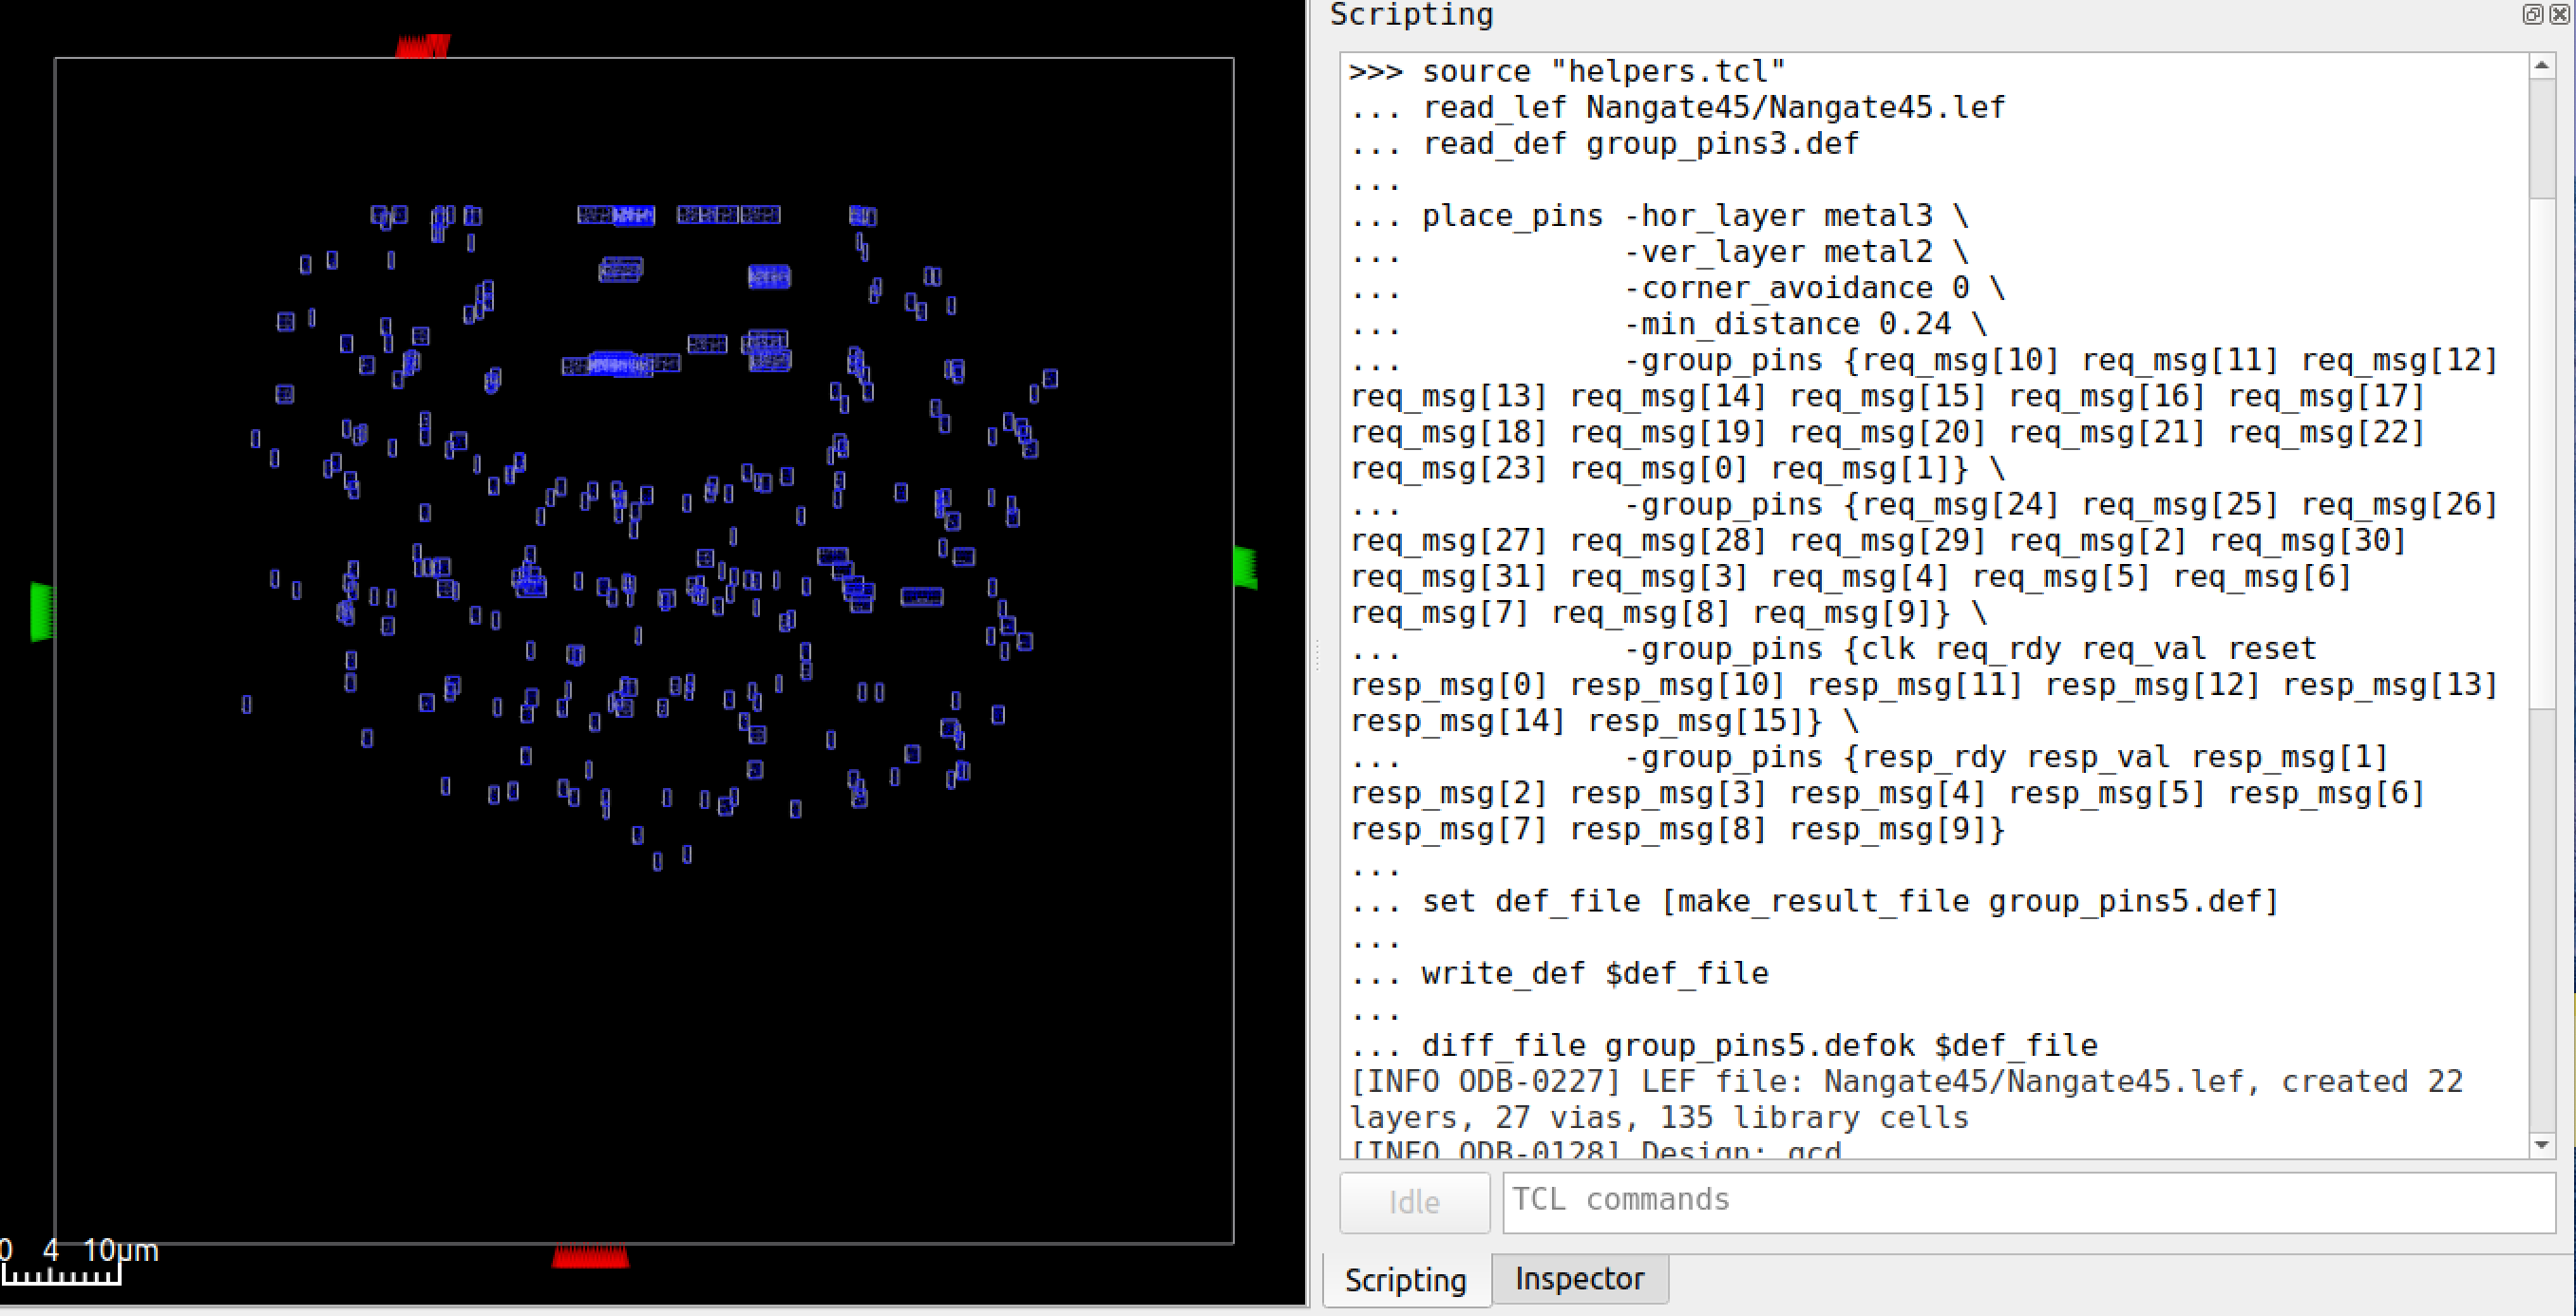 Scripting
>>> source "helpers.tcl"
... read_lef Nangate45/Nangate45.lef
... read_def group_pins3.def
...
... place_pins -hor_layer metal3 \
...            -ver_layer metal2 \
...            -corner_avoidance 0 \
...            -min_distance 0.24 \
...            -group_pins {req_msg[10] req_msg[11] req_msg[12]
req_msg[13] req_msg[14] req_msg[15] req_msg[16] req_msg[17]
req_msg[18] req_msg[19] req_msg[20] req_msg[21] req_msg[22]
req_msg[23] req_msg[0] req_msg[1]} \
...            -group_pins {req_msg[24] req_msg[25] req_msg[26]
req_msg[27] req_msg[28] req_msg[29] req_msg[2] req_msg[30]
req_msg[31] req_msg[3] req_msg[4] req_msg[5] req_msg[6]
req_msg[7] req_msg[8] req_msg[9]} \
...            -group_pins {clk req_rdy req_val reset
resp_msg[0] resp_msg[10] resp_msg[11] resp_msg[12] resp_msg[13]
resp_msg[14] resp_msg[15]} \
...            -group_pins {resp_rdy resp_val resp_msg[1]
resp_msg[2] resp_msg[3] resp_msg[4] resp_msg[5] resp_msg[6]
resp_msg[7] resp_msg[8] resp_msg[9]}
...
... set def_file [make_result_file group_pins5.def]
...
... write_def $def_file
...
... diff_file group_pins5.defok $def_file
[INFO ODB-0227] LEF file: Nangate45/Nangate45.lef, created 22
layers, 27 vias, 135 library cells
[INFO ODB-0128] Design: gcd
Idle
TCL commands
Scripting
Inspector
0 4 10μm